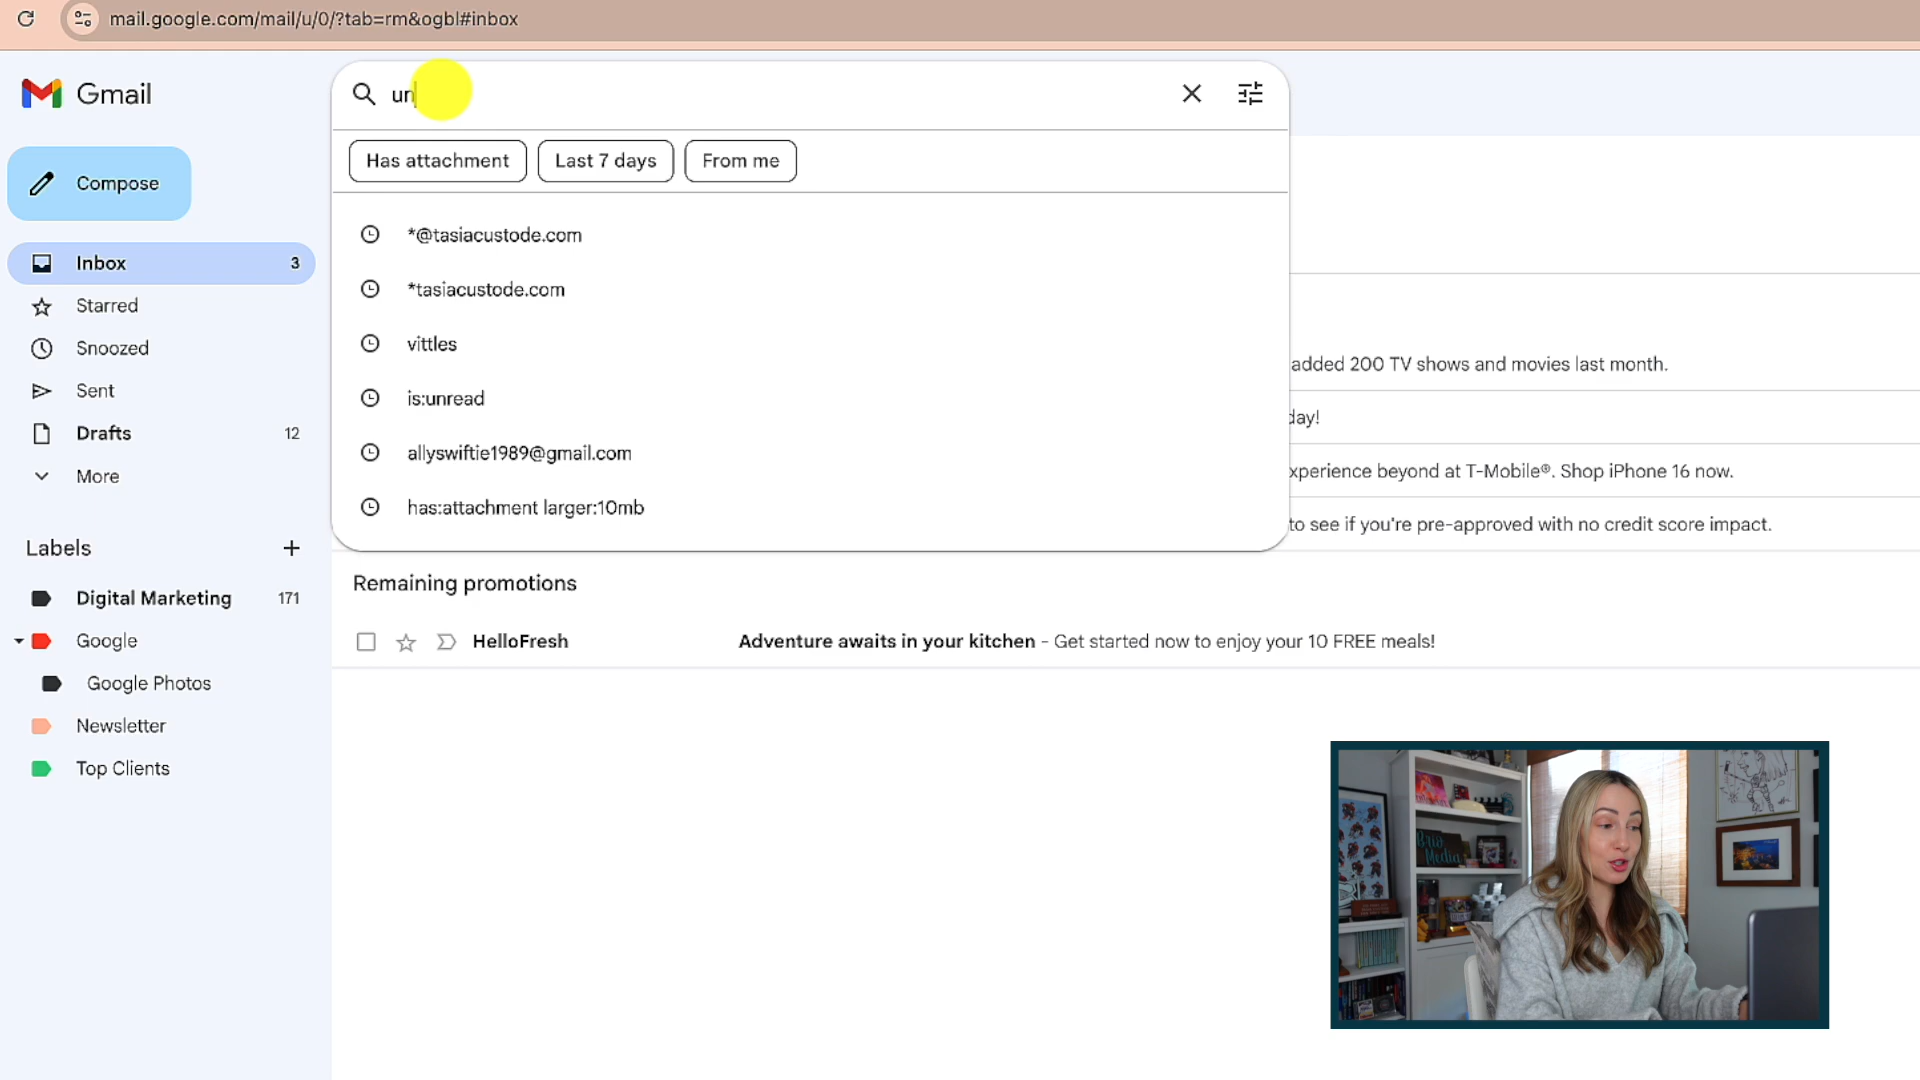 mail.google.com/mail/u/0/?tab=rm&ogbl#inbox
Gmail
un
Has attachment
Last 7 days
From me
Compose
*@tasiacustode.com
Inbox 3
*tasiacustode.com
Starred
vittles
Snoozed
added 200 TV shows and movies last month.
Sent
is:unread
day!
Drafts 12
allyswiftie1989@gmail.com
More
xperience beyond at T-Mobile®. Shop iPhone 16 now.
has:attachment larger:10mb
to see if you're pre-approved with no credit score impact.
Labels
Remaining promotions
Digital Marketing 171
Google
HelloFresh Adventure awaits in your kitchen - Get started now to enjoy your 10 FREE meals!
Google Photos
Newsletter
Top Clients
Brio
Media